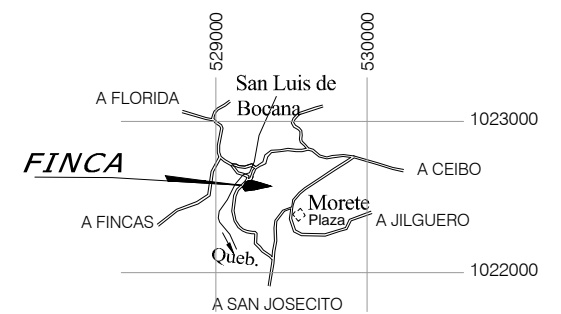 529000
530000
San Luis de
Bocana
A FLORIDA
1023000
FINCA
A CEIBO
Morete
Plaza
A FINCAS
A JILGUERO
Queb.
1022000
A SAN JOSECITO